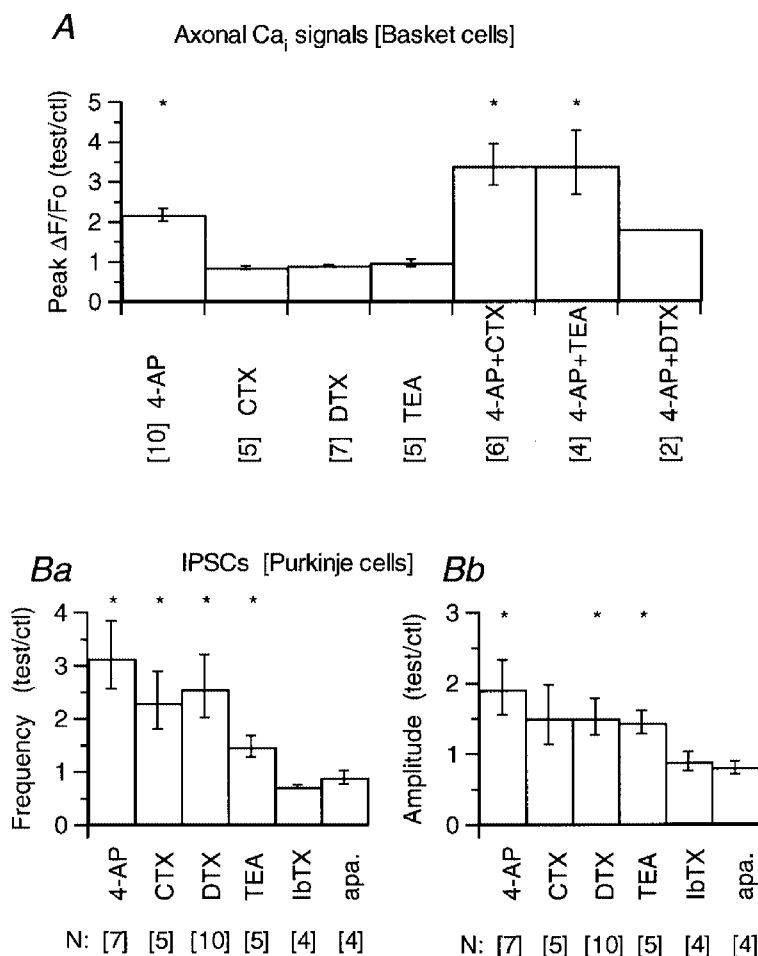 A
Axonal Ca_i signals [Basket cells]
Peak ΔF/Fo (test/ctl)
5
4
3
2
1
0
* * *
[10] 4-AP
[5] CTX
[7] DTX
[5] TEA
[6] 4-AP+CTX
[4] 4-AP+TEA
[2] 4-AP+DTX
Ba
IPSCs [Purkinje cells]
Frequency (test/ctl)
4
3
2
1
0
* * * *
4-AP
CTX
DTX
TEA
IbTX
apa.
N: [7] [5] [10] [5] [4] [4]
Bb
Amplitude (test/ctl)
3
2
1
0
* * *
4-AP
CTX
DTX
TEA
IbTX
apa.
N: [7] [5] [10] [5] [4] [4]